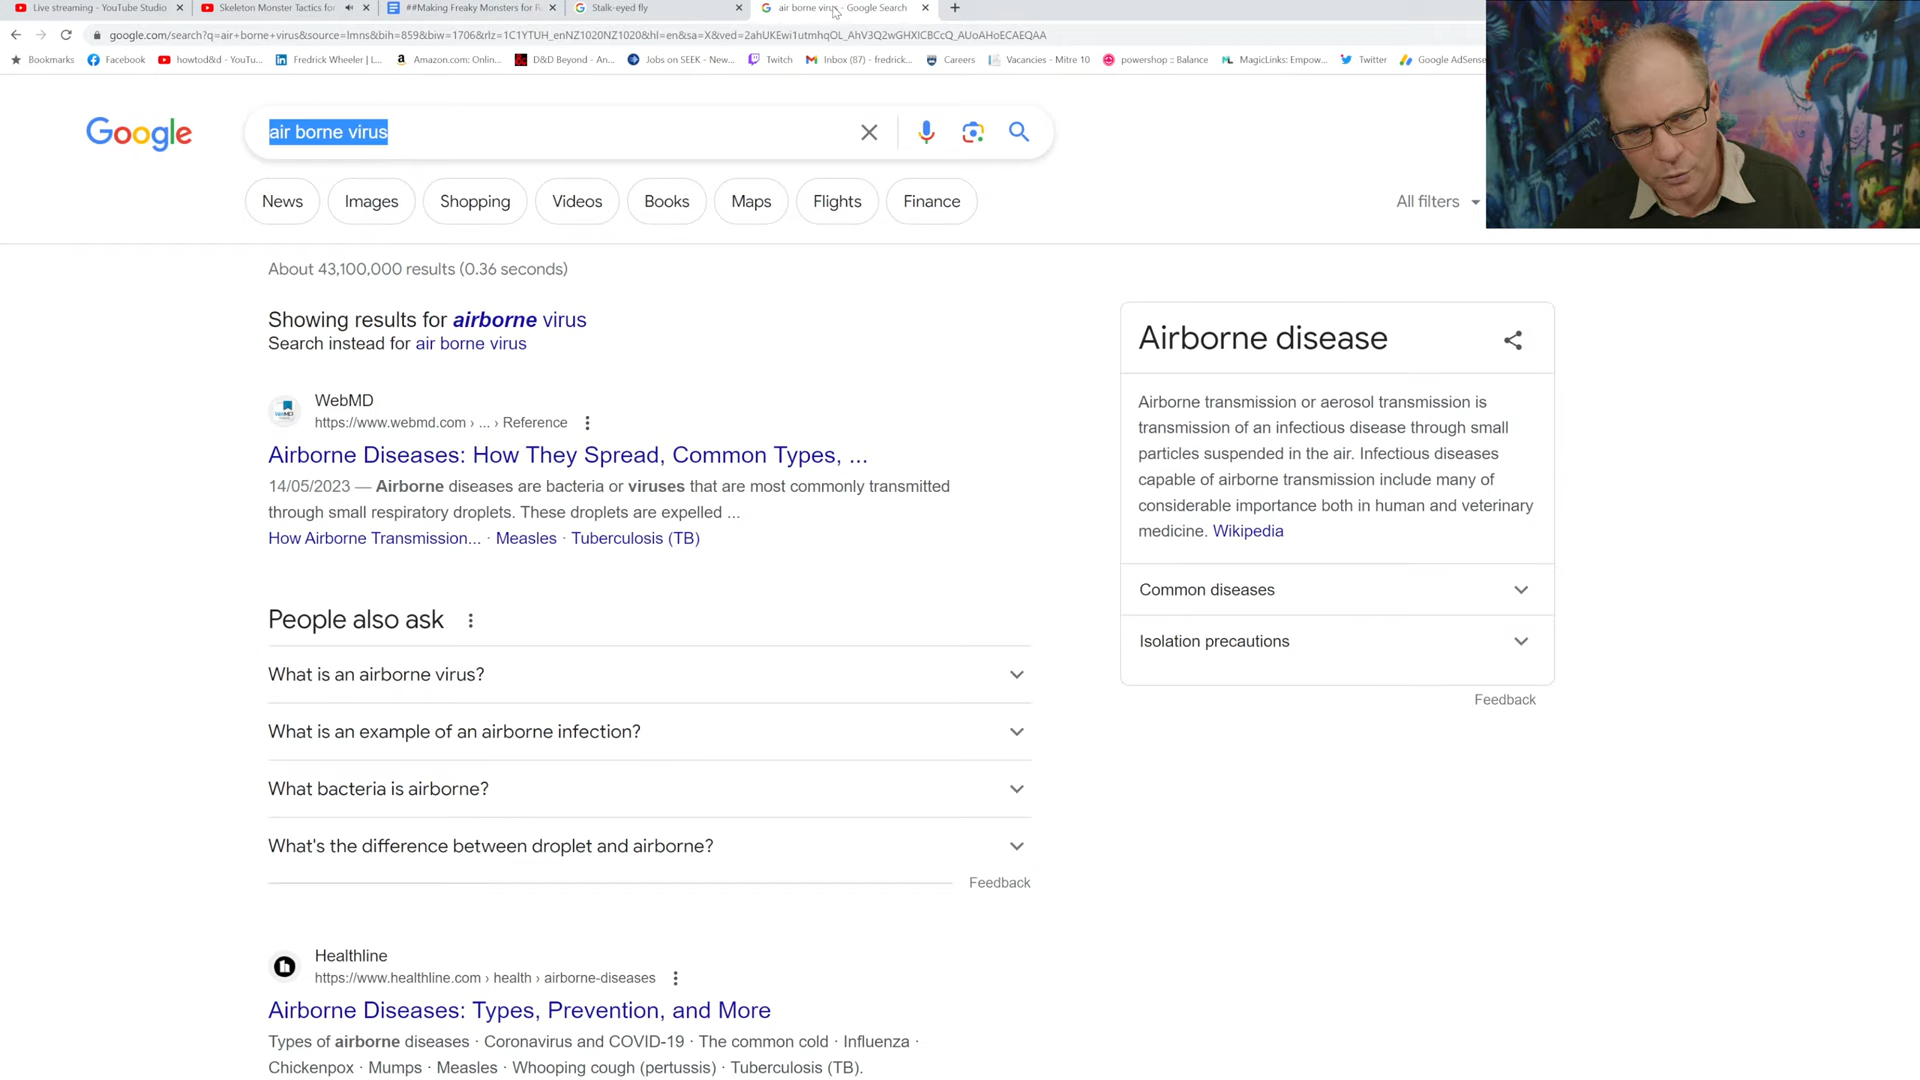 Live streaming - YouTube Studio
Skeleton Monster Tactics for
##Making Freaky Monsters for R
Stalk-eyed fly
air borne virus - Google Search
google.com/search?q=air+borne+virus&source=lmns&bih=859&biw=1706&rlz=1C1YTUH_enNZ1020NZ1020&hl=en&sa=X&ved=2ahUKEwi1utmhqOL_AhV3Q2wGHXICBCcQ_AUoAHoECAEQAA
Bookmarks
Facebook
howtod&d - YouTu...
Fredrick Wheeler | L...
Amazon.com: Onlin...
D&D Beyond - An...
Jobs on SEEK - New...
Twitch
Inbox (87) - fredrick...
Careers
Vacancies - Mitre 10
powershop :: Balance
MagicLinks: Empow...
Twitter
Google AdSense
Google
air borne virus
News
Images
Shopping
Videos
Books
Maps
Flights
Finance
All filters
About 43,100,000 results (0.36 seconds)
Showing results for airborne virus
Search instead for air borne virus
WebMD
https://www.webmd.com › ... › Reference
Airborne Diseases: How They Spread, Common Types, ...
14/05/2023 — Airborne diseases are bacteria or viruses that are most commonly transmitted
through small respiratory droplets. These droplets are expelled ...
How Airborne Transmission... · Measles · Tuberculosis (TB)
People also ask
What is an airborne virus?
What is an example of an airborne infection?
What bacteria is airborne?
What's the difference between droplet and airborne?
Feedback
Healthline
https://www.healthline.com › health › airborne-diseases
Airborne Diseases: Types, Prevention, and More
Types of airborne diseases · Coronavirus and COVID-19 · The common cold · Influenza ·
Chickenpox · Mumps · Measles · Whooping cough (pertussis) · Tuberculosis (TB).
Airborne disease
Airborne transmission or aerosol transmission is
transmission of an infectious disease through small
particles suspended in the air. Infectious diseases
capable of airborne transmission include many of
considerable importance both in human and veterinary
medicine. Wikipedia
Common diseases
Isolation precautions
Feedback